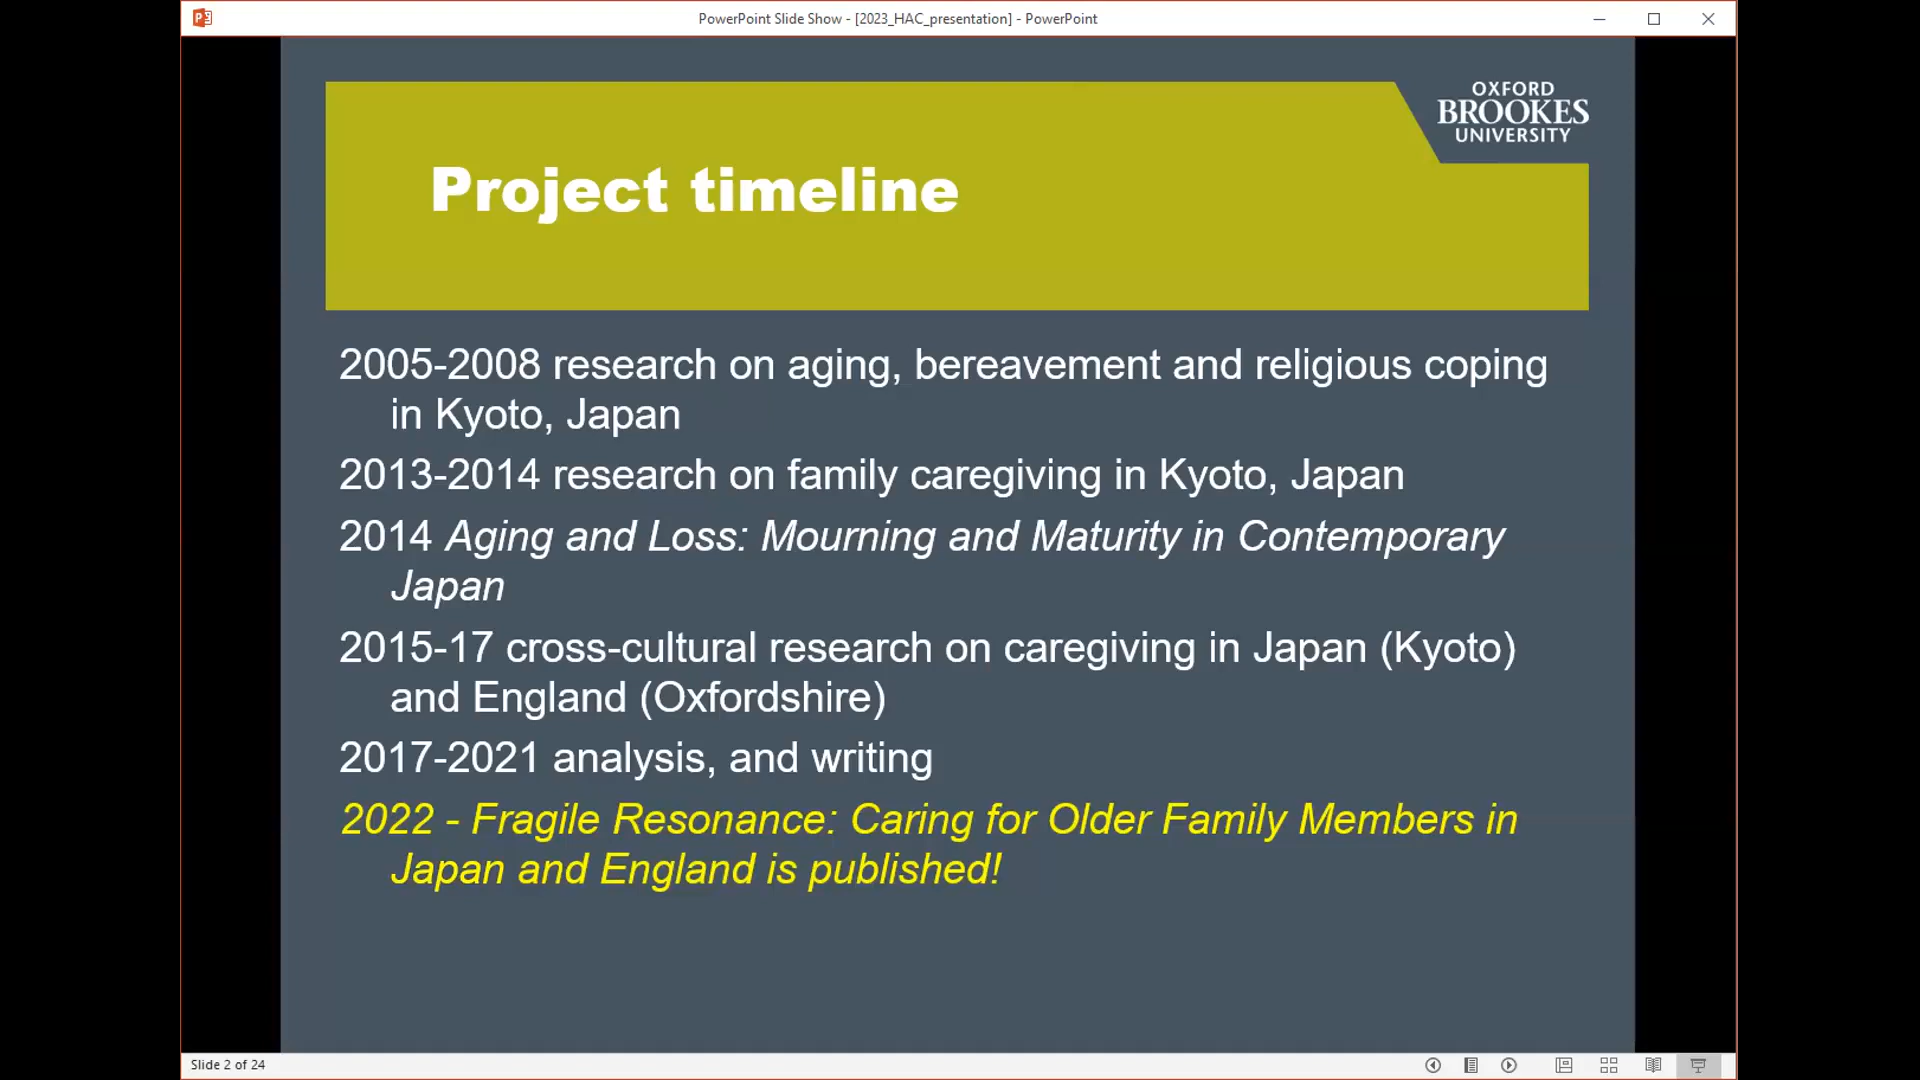 PowerPoint Slide Show - [2023_HAC_presentation] - PowerPoint
OXFORD
BROOKES
UNIVERSITY
Project timeline
2005-2008 research on aging, bereavement and religious coping
in Kyoto, Japan
2013-2014 research on family caregiving in Kyoto, Japan
2014 Aging and Loss: Mourning and Maturity in Contemporary
Japan
2015-17 cross-cultural research on caregiving in Japan (Kyoto)
and England (Oxfordshire)
2017-2021 analysis, and writing
2022 - Fragile Resonance: Caring for Older Family Members in
Japan and England is published!
Slide 2 of 24